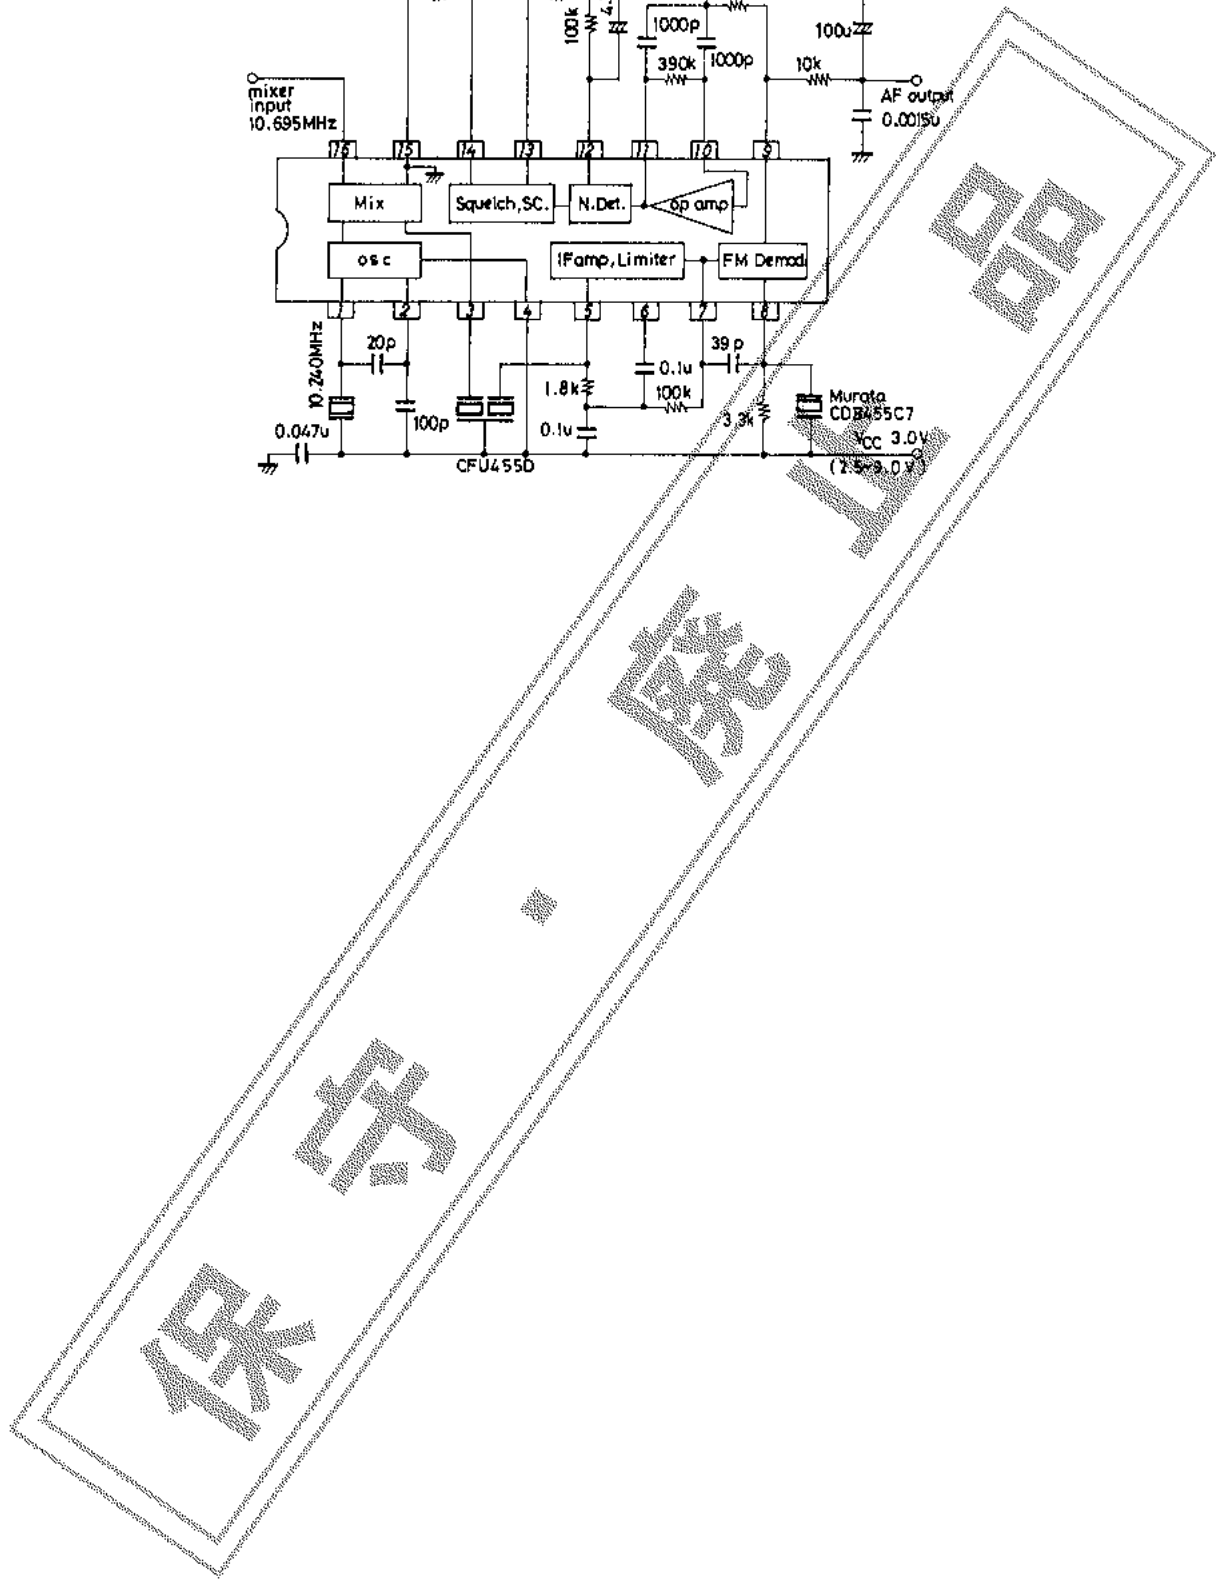 100k
4.
1000p
1000p
390k
100u
10k
AF output
0.0015u
mixer
input
10.695MHz
16 15 14 13 12 11 10 9
Mix
Squelch, SC.
N. Det.
op amp
osc
IFamp, Limiter
FM Demod
1 2 3 4 5 6 7 8
10.240MHz
20p
100p
0.047u
CFU455D
1.8k
0.1u
0.1u
100k
39p
3.3k
Murata
CDB455C7
VCC 3.0V
(2.5~9.0V)
保守・廃止品